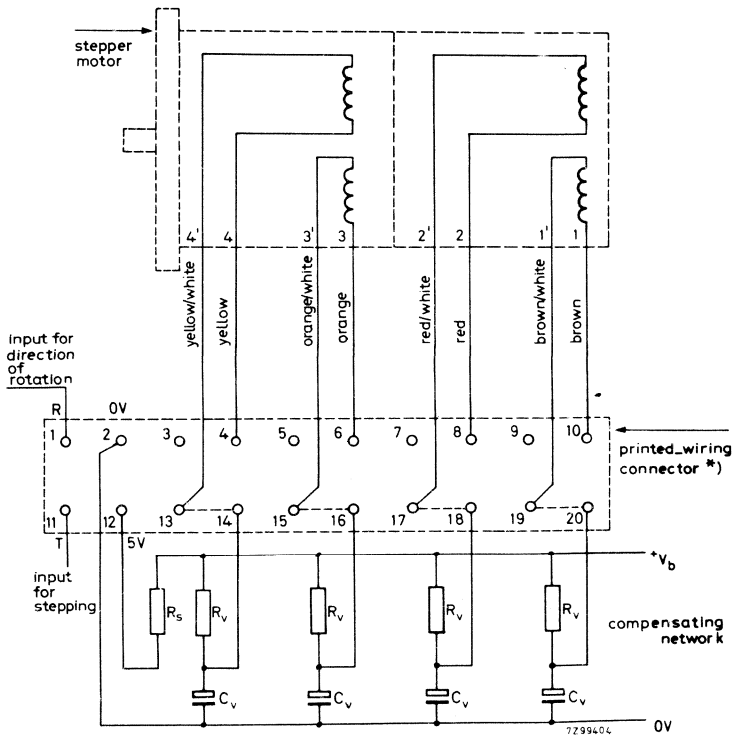 stepper
motor
4' 4 3' 3 2' 2 1' 1
yellow/white
yellow
orange/white
orange
red/white
red
brown/white
brown
input for
direction
of
rotation
R 0V
1 2 3 4 5 6 7 8 9 10
printed_wiring
connector *)
11 12 13 14 15 16 17 18 19 20
T 5V
input
for
stepping
+Vb
Rs Rv Rv Rv Rv
compensating
network
Cv Cv Cv Cv
7Z99404
0V